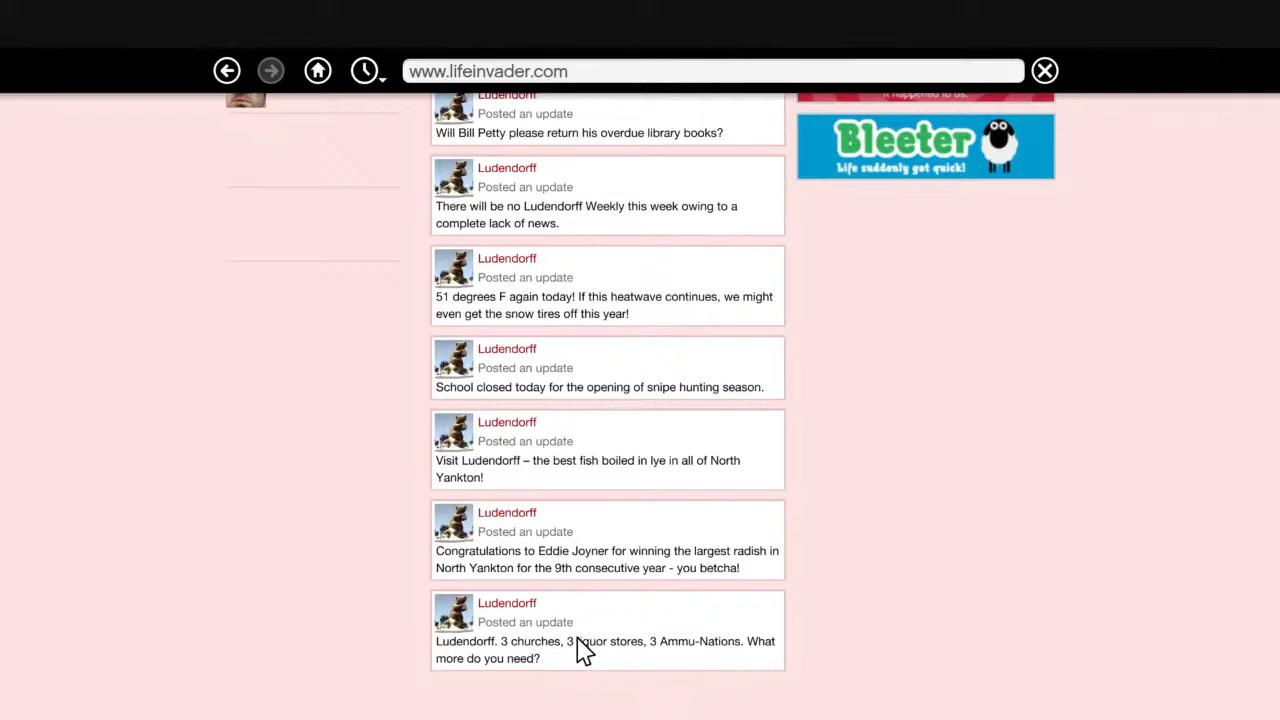 www.lifeinvader.com
It happened to us.
Ludendorff
Posted an update
Will Bill Petty please return his overdue library books?
Ludendorff
Posted an update
There will be no Ludendorff Weekly this week owing to a
complete lack of news.
Ludendorff
Posted an update
51 degrees F again today! If this heatwave continues, we might
even get the snow tires off this year!
Ludendorff
Posted an update
School closed today for the opening of snipe hunting season.
Ludendorff
Posted an update
Visit Ludendorff – the best fish boiled in lye in all of North
Yankton!
Ludendorff
Posted an update
Congratulations to Eddie Joyner for winning the largest radish in
North Yankton for the 9th consecutive year - you betcha!
Ludendorff
Posted an update
Ludendorff. 3 churches, 3 liquor stores, 3 Ammu-Nations. What
more do you need?
Bleeter
Life suddenly got quick!